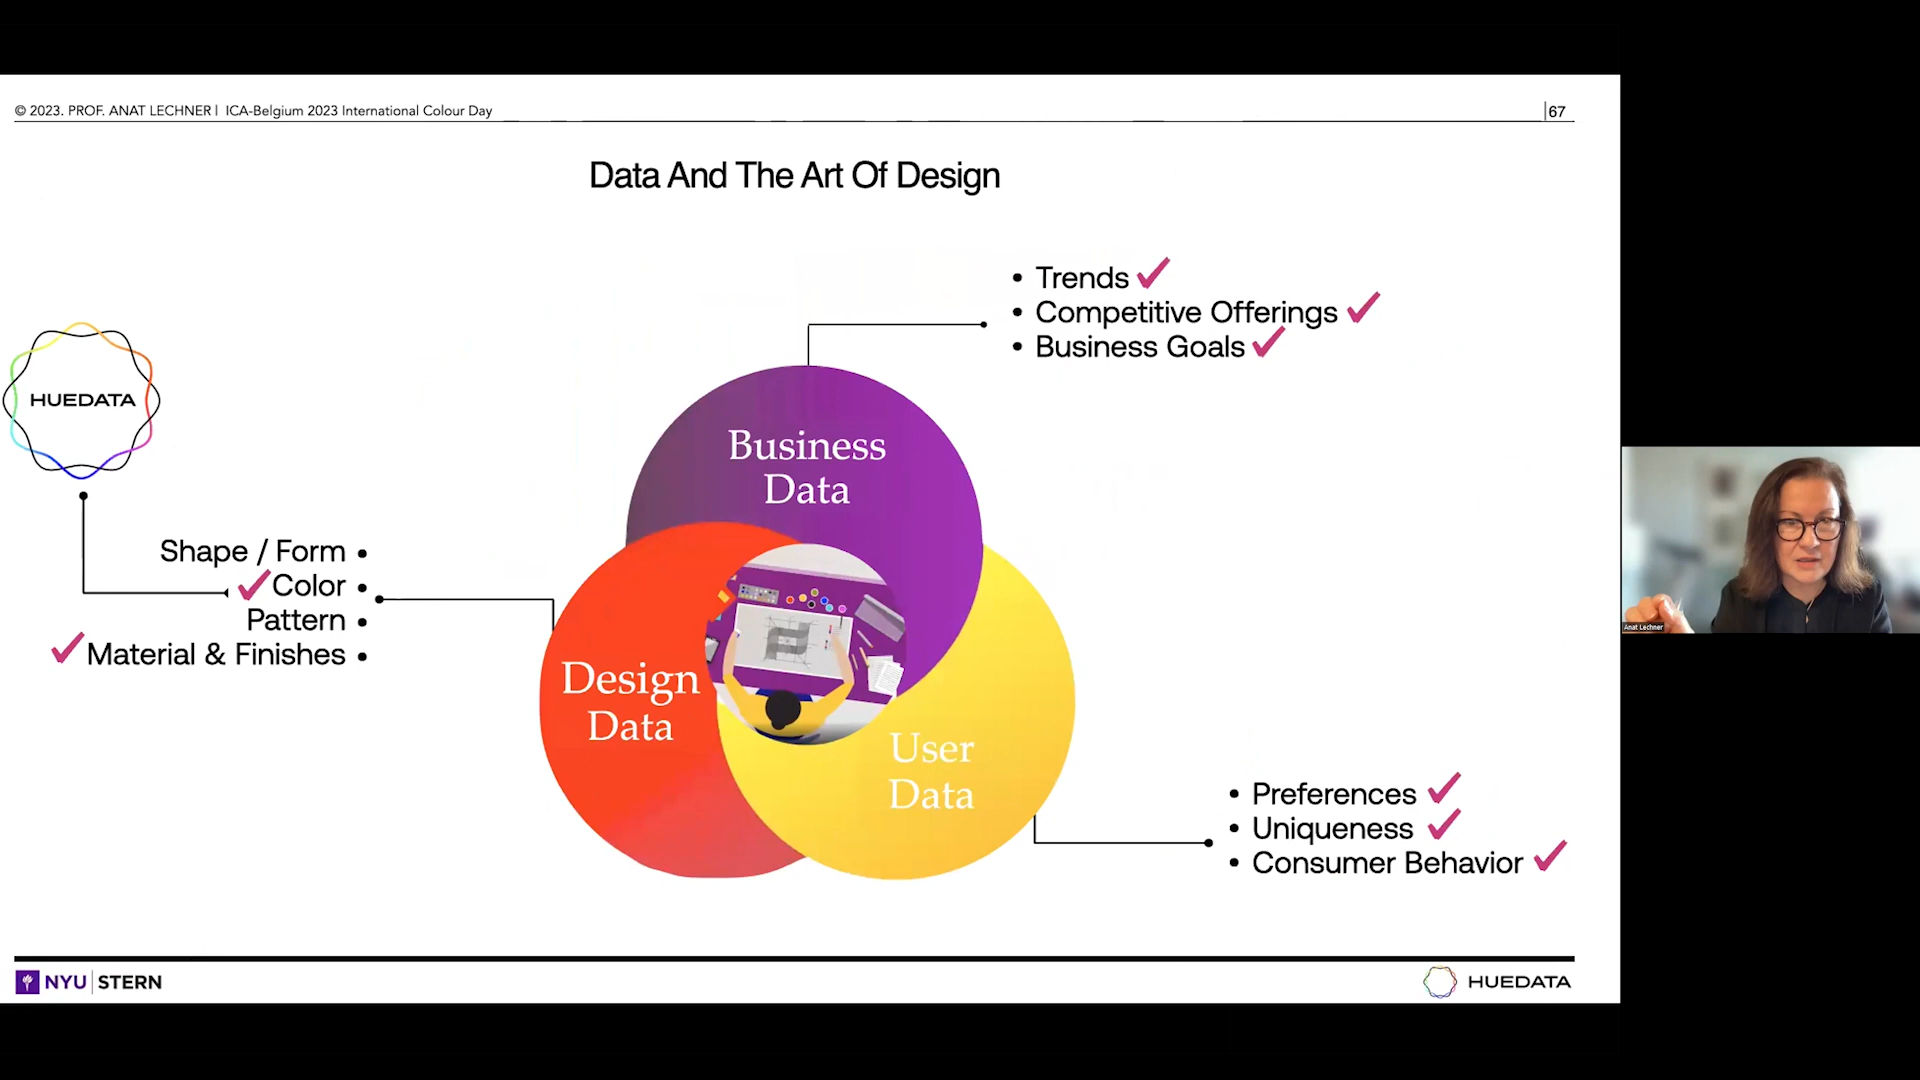 © 2023. PROF. ANAT LECHNER | ICA-Belgium 2023 International Colour Day
|67
Data And The Art Of Design
• Trends
• Competitive Offerings
• Business Goals
HUEDATA
Shape / Form •
Color •
Pattern •
Material & Finishes •
Business
Data
Design
Data
User
Data
• Preferences
• Uniqueness
• Consumer Behavior
Anat Lechner
NYU | STERN
HUEDATA